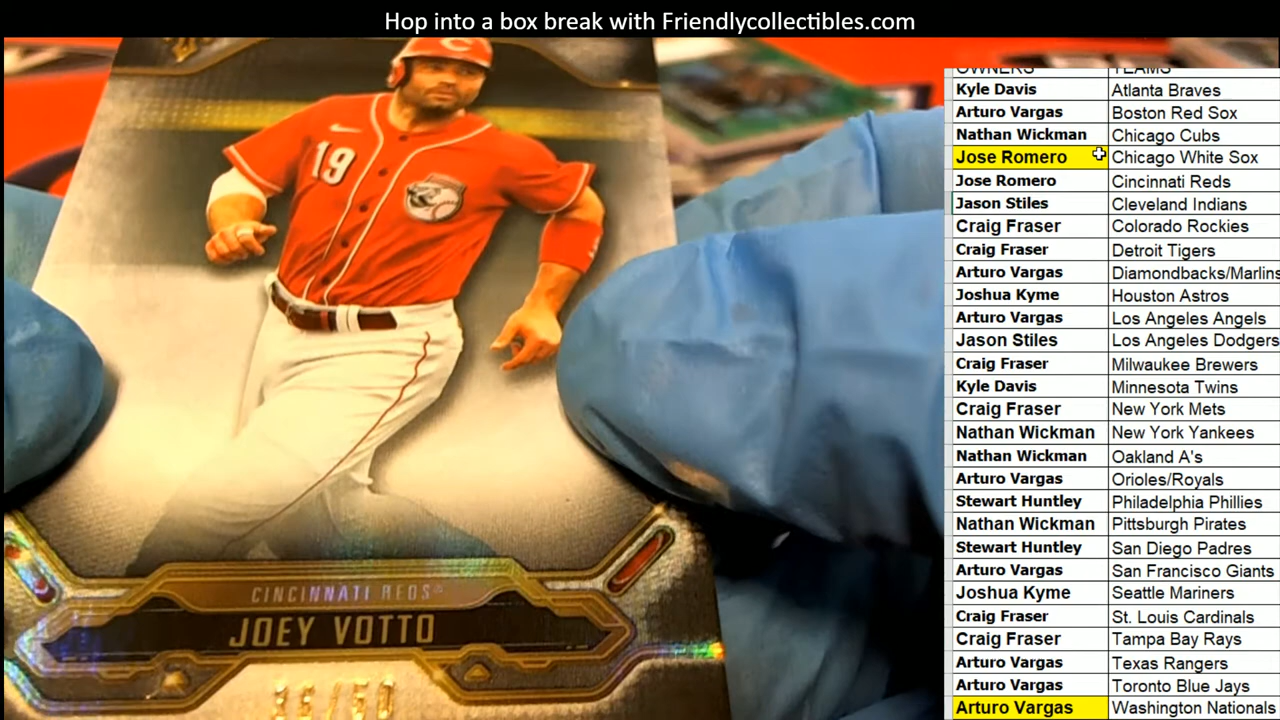 Hop into a box break with Friendlycollectibles.com
OWNERS TEAMS
Kyle Davis Atlanta Braves
Arturo Vargas Boston Red Sox
Nathan Wickman Chicago Cubs
Jose Romero Chicago White Sox
Jose Romero Cincinnati Reds
Jason Stiles Cleveland Indians
Craig Fraser Colorado Rockies
Craig Fraser Detroit Tigers
Arturo Vargas Diamondbacks/Marlins
Joshua Kyme Houston Astros
Arturo Vargas Los Angeles Angels
Jason Stiles Los Angeles Dodgers
Craig Fraser Milwaukee Brewers
Kyle Davis Minnesota Twins
Craig Fraser New York Mets
Nathan Wickman New York Yankees
Nathan Wickman Oakland A's
Arturo Vargas Orioles/Royals
Stewart Huntley Philadelphia Phillies
Nathan Wickman Pittsburgh Pirates
Stewart Huntley San Diego Padres
Arturo Vargas San Francisco Giants
Joshua Kyme Seattle Mariners
Craig Fraser St. Louis Cardinals
Craig Fraser Tampa Bay Rays
Arturo Vargas Texas Rangers
Arturo Vargas Toronto Blue Jays
Arturo Vargas Washington Nationals
C
19
CINCINNATI REDS
JOEY VOTTO